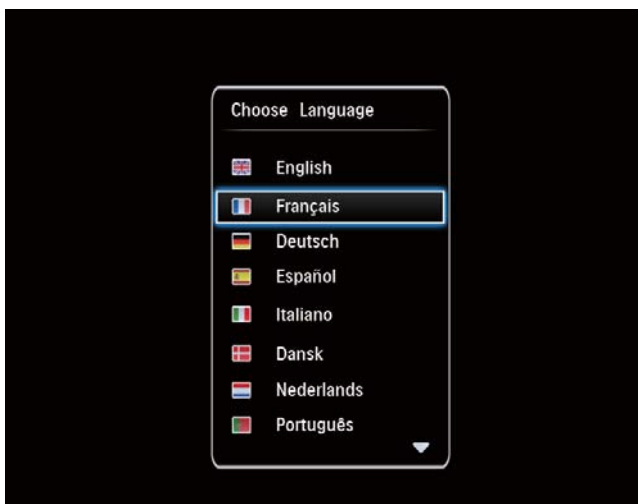 Choose Language
English
Français
Deutsch
Español
Italiano
Dansk
Nederlands
Português